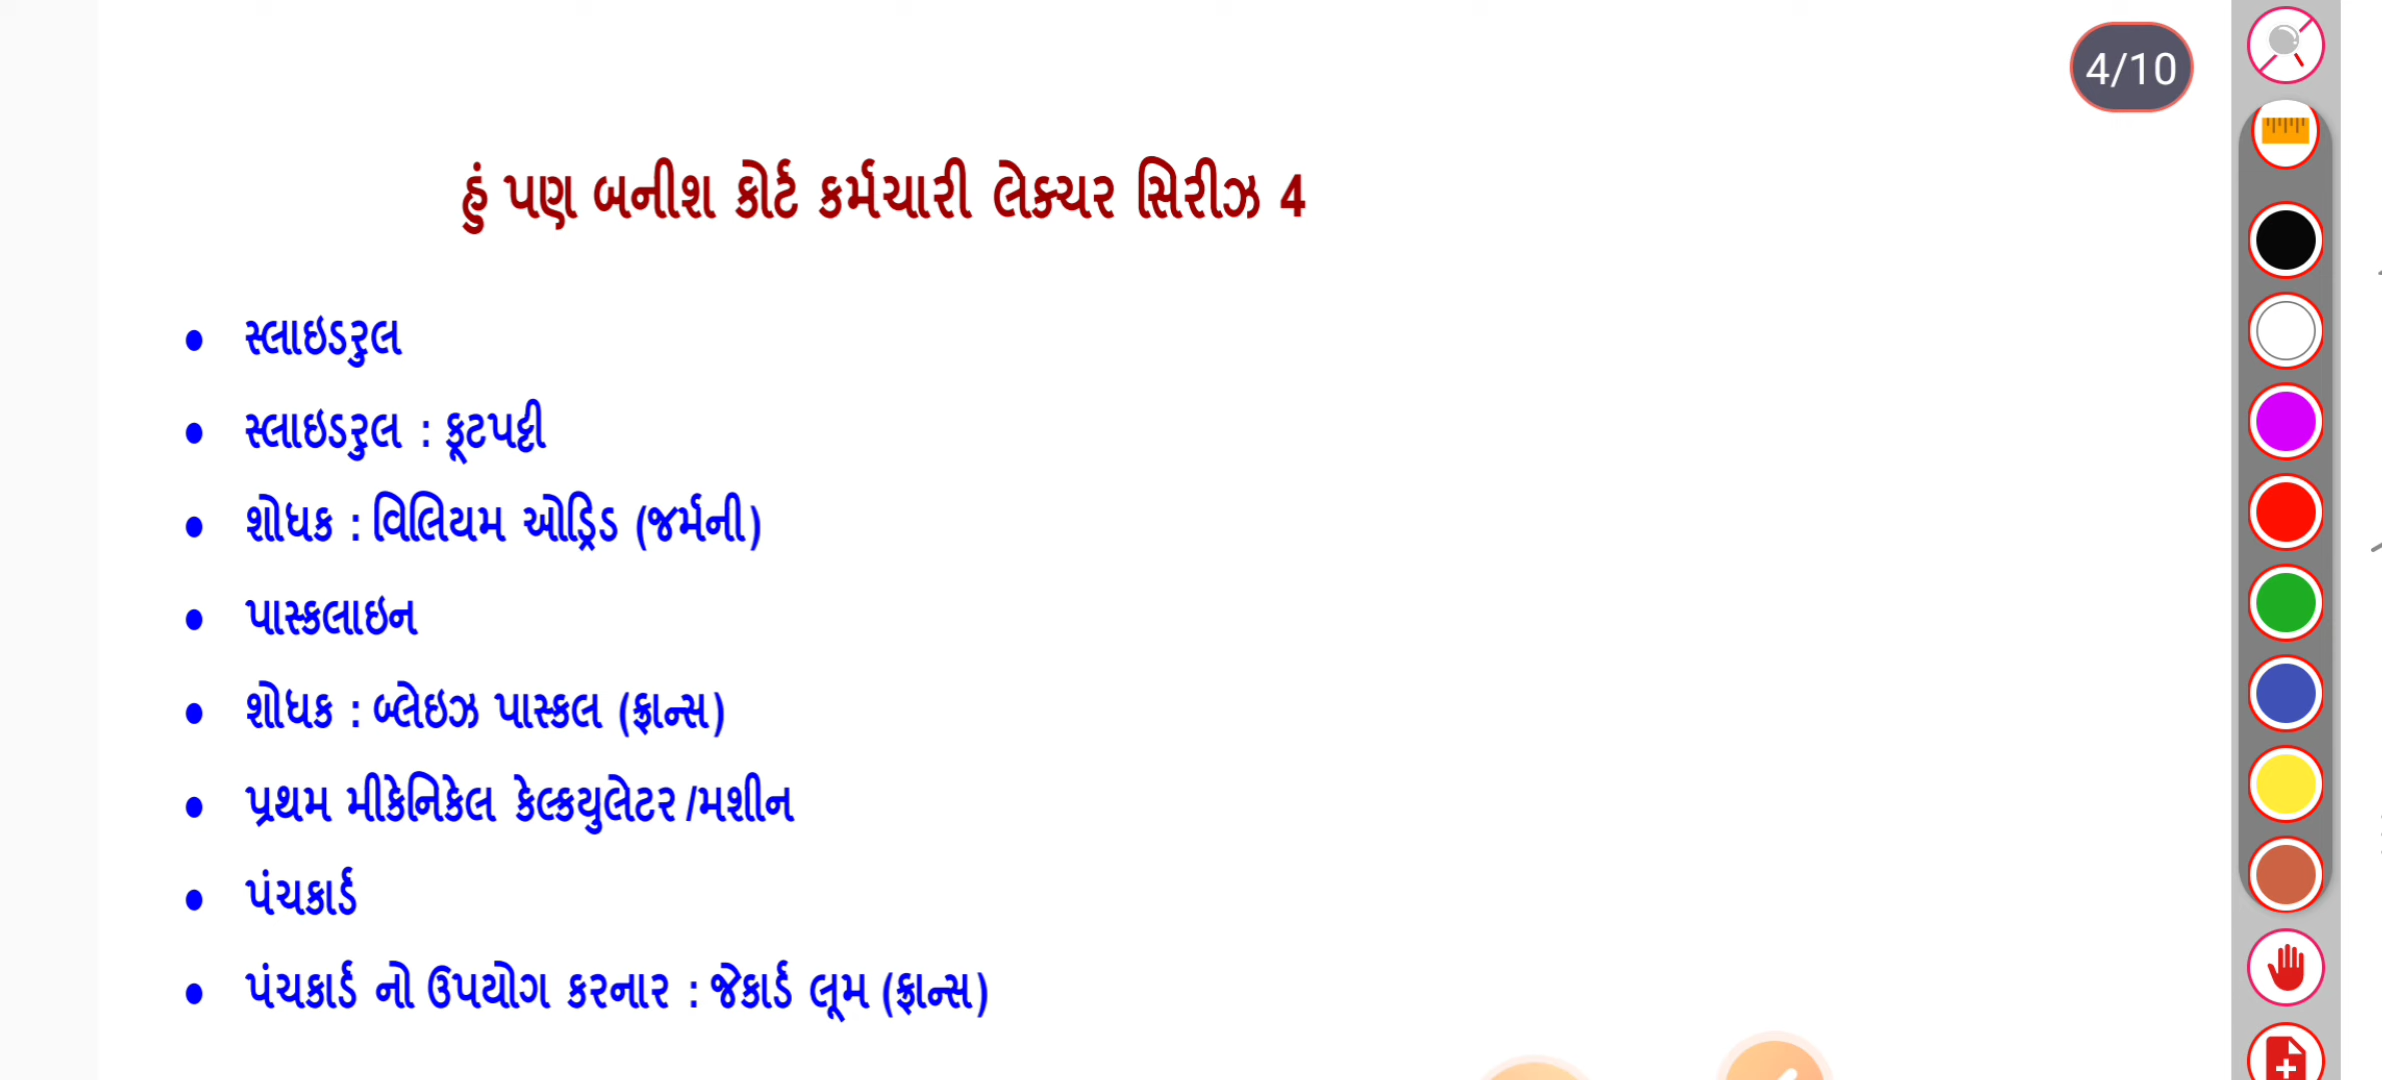 4/10
હું પણ બનીશ કોર્ટ કર્મચારી લેક્ચર સિરીઝ 4
• સ્લાઇડરુલ
• સ્લાઇડરુલ : ફૂટપટ્ટી
• શોધક : વિલિયમ ઓડ્રિડ (જર્મની)
• પાસ્કલાઇન
• શોધક : બ્લેઇઝ પાસ્કલ (ફ્રાન્સ)
• પ્રથમ મીકેનિકેલ કેલ્ક્યુલેટર /મશીન
• પંચકાર્ડ
• પંચકાર્ડ નો ઉપયોગ કરનાર : જેકાર્ડ લૂમ (ફ્રાન્સ)